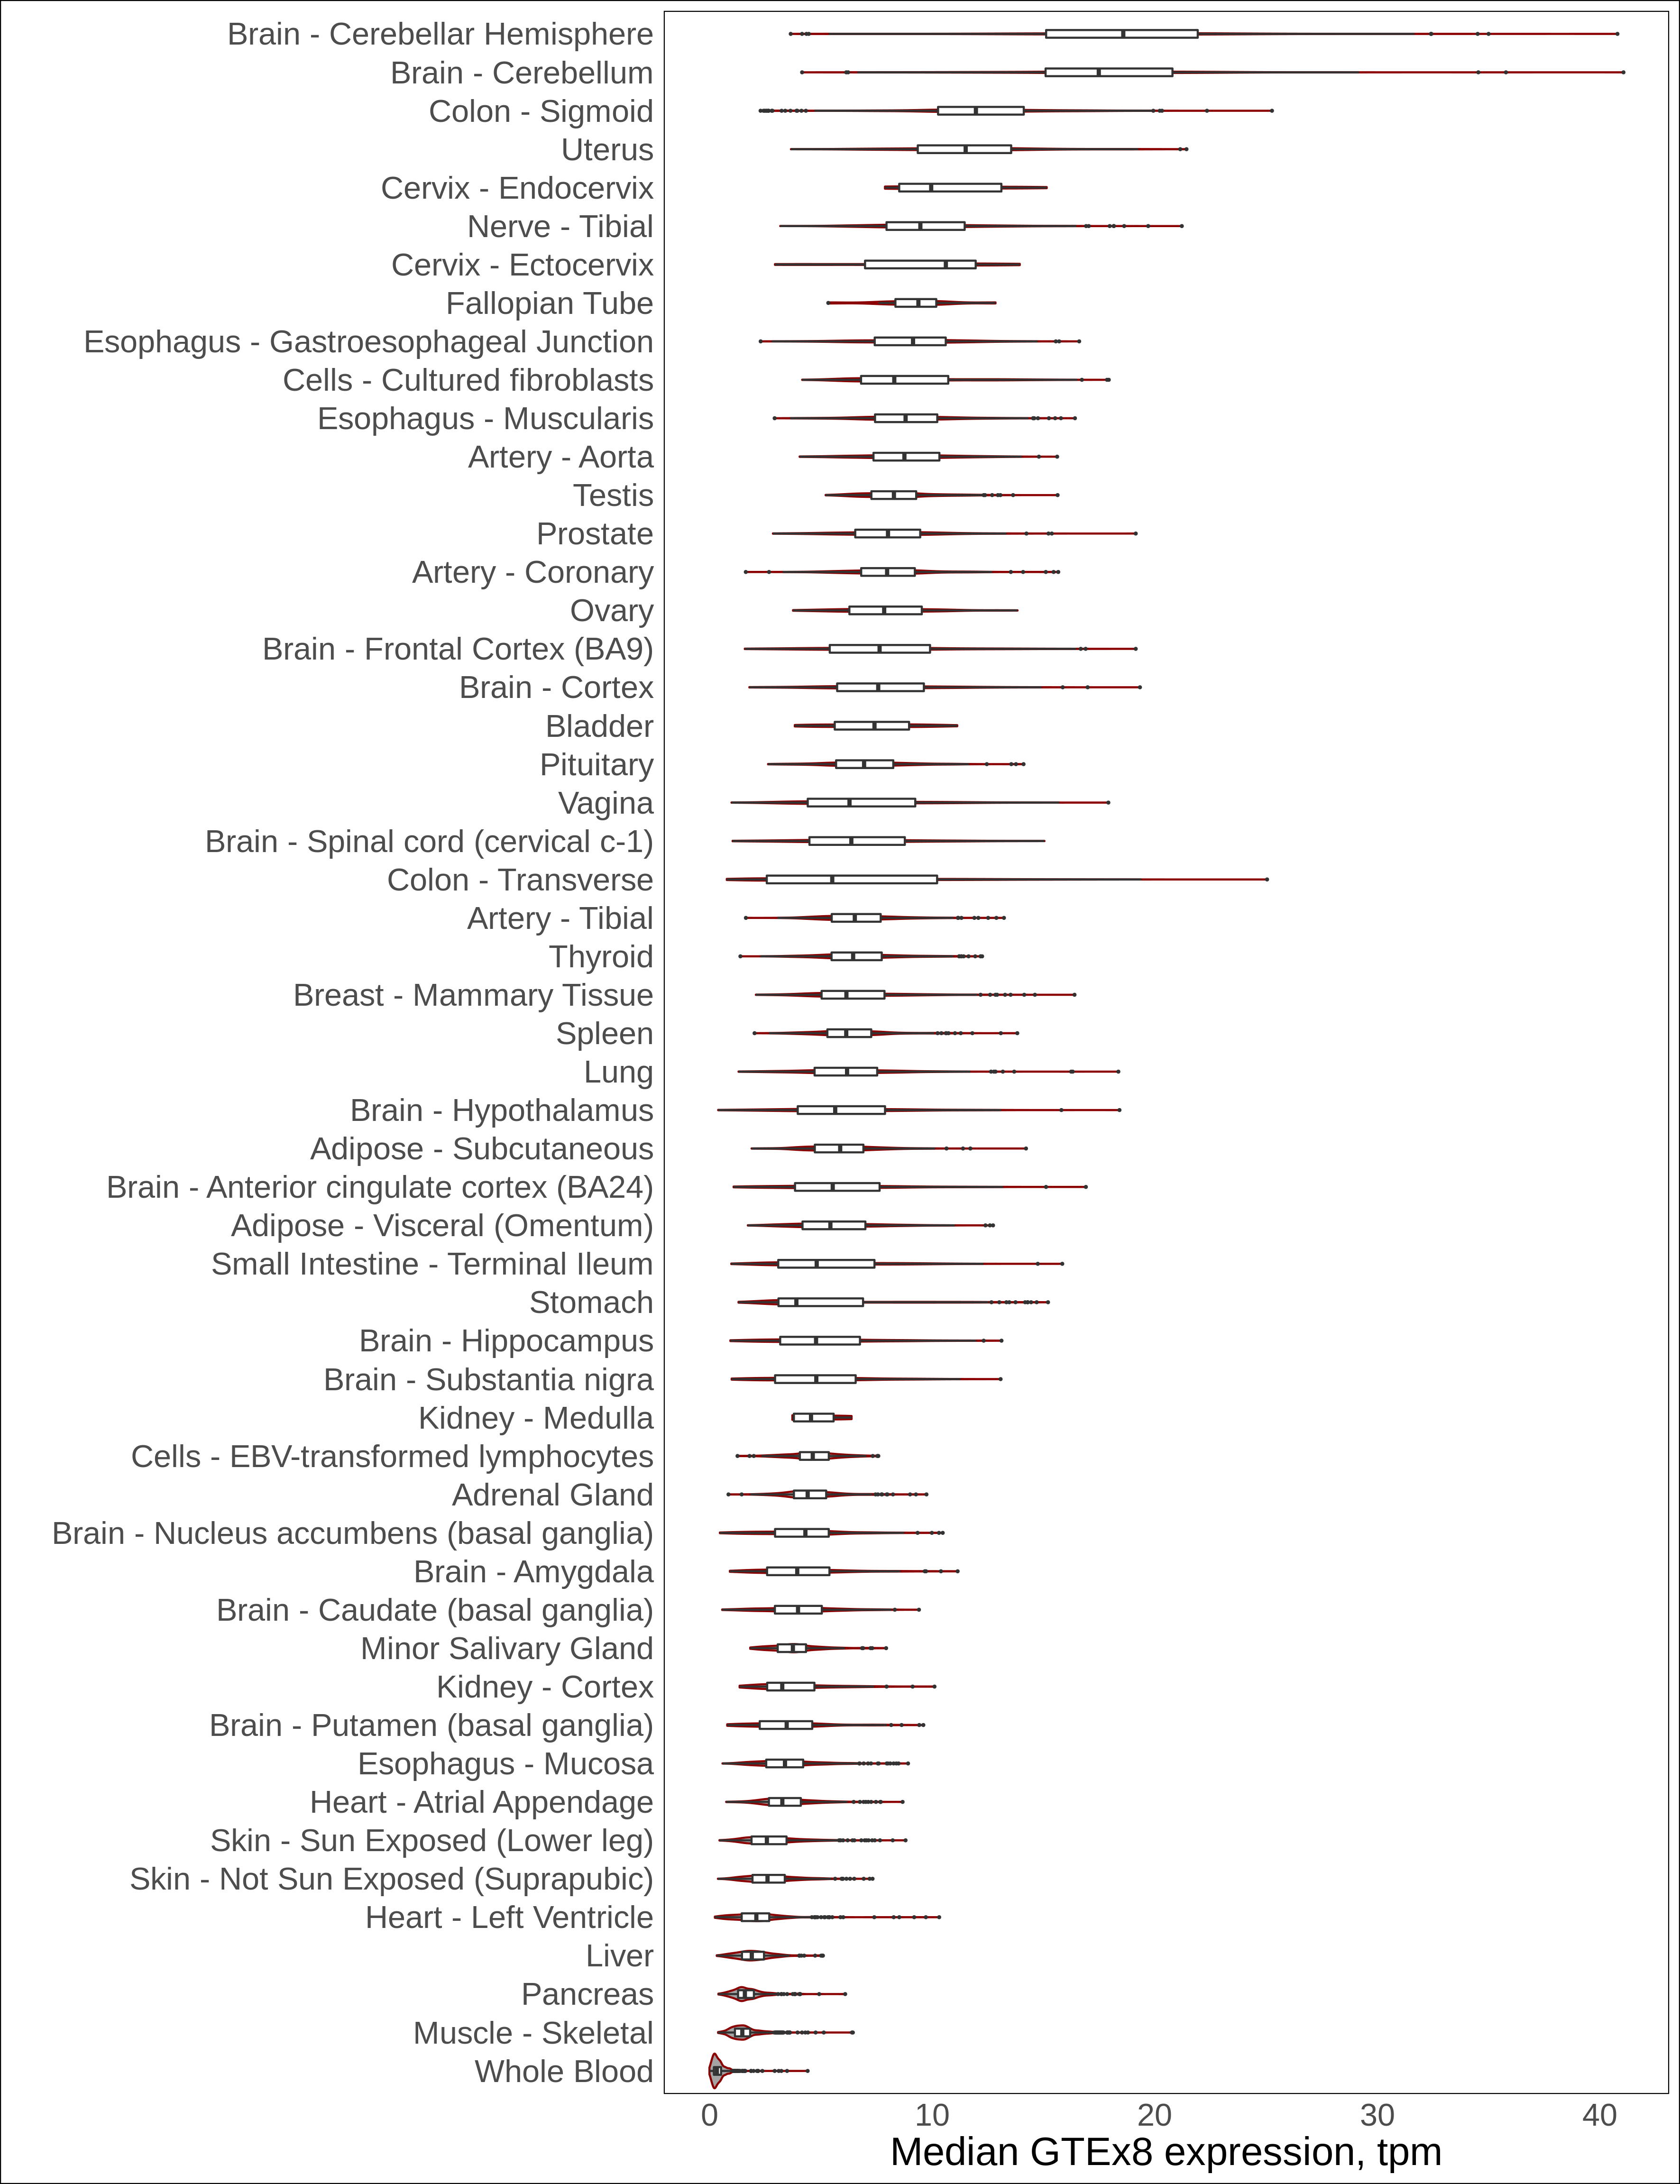 Brain - Cerebellar Hemisphere
Brain - Cerebellum
Colon - Sigmoid
Uterus
Cervix - Endocervix
Nerve - Tibial
Cervix - Ectocervix
Fallopian Tube
Esophagus - Gastroesophageal Junction
Cells - Cultured fibroblasts
Esophagus - Muscularis
Artery - Aorta
Testis
Prostate
Artery - Coronary
Ovary
Brain - Frontal Cortex (BA9)
Brain - Cortex
Bladder
Pituitary
Vagina
Brain - Spinal cord (cervical c-1)
Colon - Transverse
Artery - Tibial
Thyroid
Breast - Mammary Tissue
Spleen
Lung
Brain - Hypothalamus
Adipose - Subcutaneous
Brain - Anterior cingulate cortex (BA24)
Adipose - Visceral (Omentum)
Small Intestine - Terminal Ileum
Stomach
Brain - Hippocampus
Brain - Substantia nigra
Kidney - Medulla
Cells - EBV-transformed lymphocytes
Adrenal Gland
Brain - Nucleus accumbens (basal ganglia)
Brain - Amygdala
Brain - Caudate (basal ganglia)
Minor Salivary Gland
Kidney - Cortex
Brain - Putamen (basal ganglia)
Esophagus - Mucosa
Heart - Atrial Appendage
Skin - Sun Exposed (Lower leg)
Skin - Not Sun Exposed (Suprapubic)
Heart - Left Ventricle
Liver
Pancreas
Muscle - Skeletal
Whole Blood
0 10 20 30 40
Median GTEx8 expression, tpm